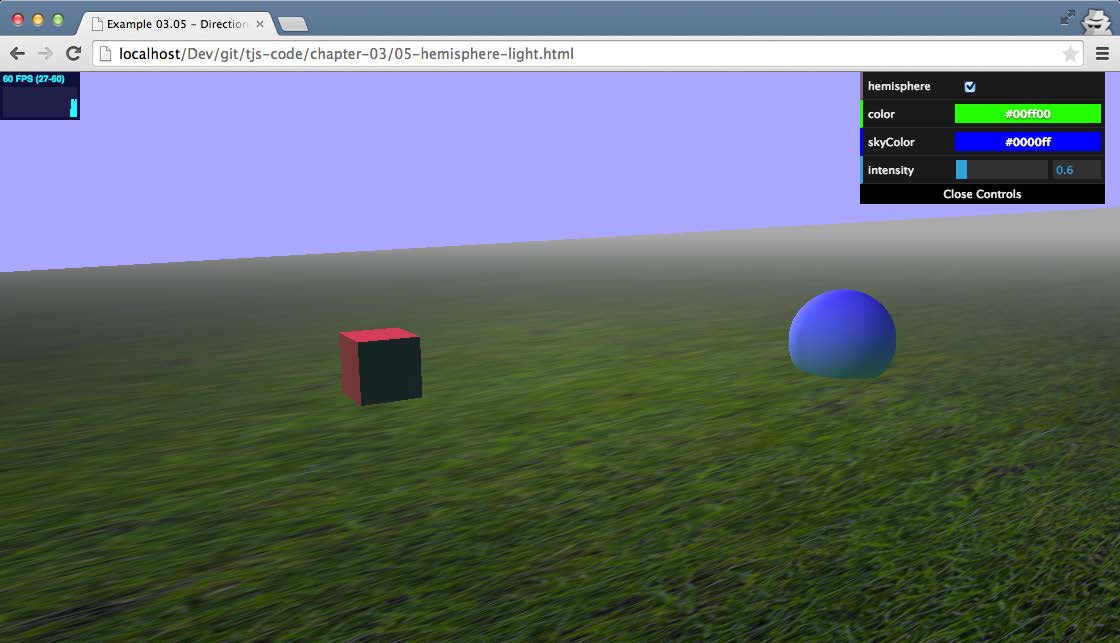 Example 03.05 – Direction
localhost/Dev/git/tjs-code/chapter-03/05-hemisphere-light.html
60 FPS (27-60)
hemisphere
color #00ff00
skyColor #0000ff
intensity 0.6
Close Controls